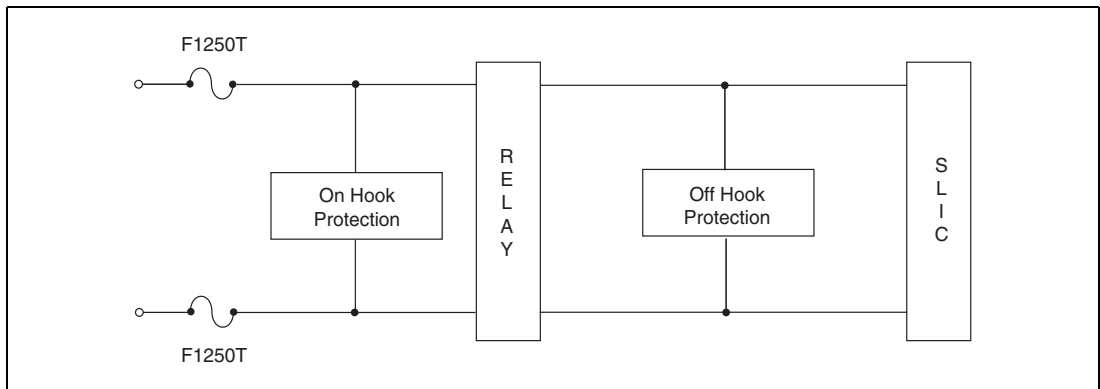 F1250T
On Hook
Protection
R
E
L
A
Y
Off Hook
Protection
S
L
I
C
F1250T